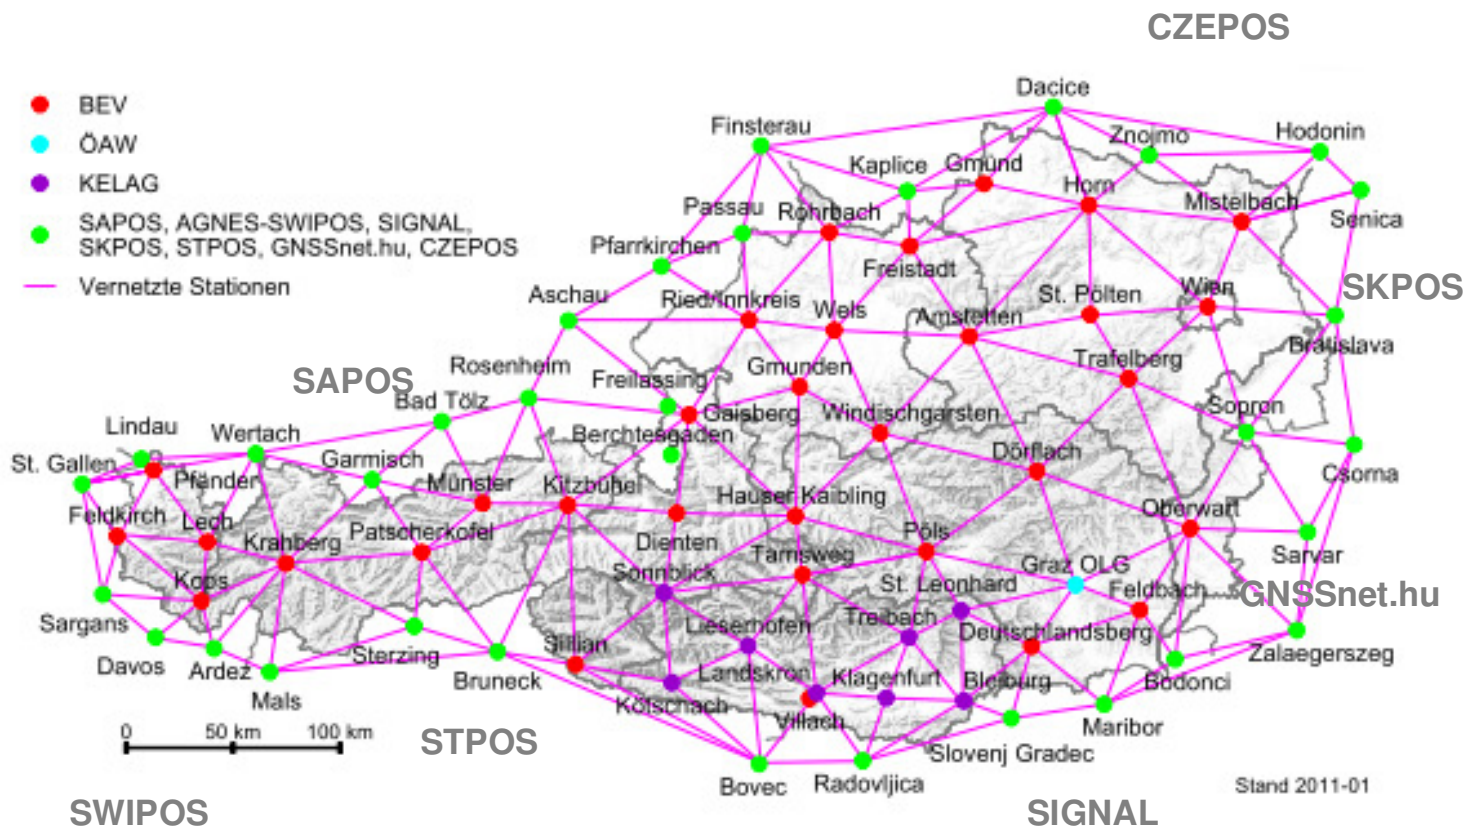 CZEPOS
Dacice
BEV
Finsterau
Znojmo
Hodonin
ÖAW
Kaplice
Gmünd
KELAG
Horn
Passau
Rohrbach
Mistelbach
Senica
SAPOS, AGNES-SWIPOS, SIGNAL,
SKPOS, STPOS, GNSSnet.hu, CZEPOS
Pfarrkirchen
Freistadt
Vernetzte Stationen
Aschau
Ried/Innkreis
Wels
St. Pölten
Wien
SKPOS
Amstetten
Bratislava
Rosenheim
Freilassing
Gmunden
Trafelberg
SAPOS
Bad Tölz
Gaisberg
Windischgarsten
Sopron
Lindau
Wertach
Berchtesgaden
St. Gallen
Garmisch
Dörflach
Csorna
Pfänder
Münster
Kitzbühel
Hauser Kaibling
Feldkirch
Lech
Oberwart
Krahberg
Patscherkofel
Dienten
Tamsweg
Pöls
Sarvar
Kops
Sonnblick
St. Leonhard
Graz OLG
Feldbach
GNSSnet.hu
Sargans
Lieserhofen
Treibach
Deutschlandsberg
Davos
Ardez
Sterzing
Sillian
Zalaegerszeg
Mals
Bruneck
Landskron
Klagenfurt
Bleiburg
Bodonci
Kötschach
Villach
Maribor
0 50 km 100 km
STPOS
Slovenj Gradec
Bovec
Radovljica
Stand 2011-01
SWIPOS
SIGNAL